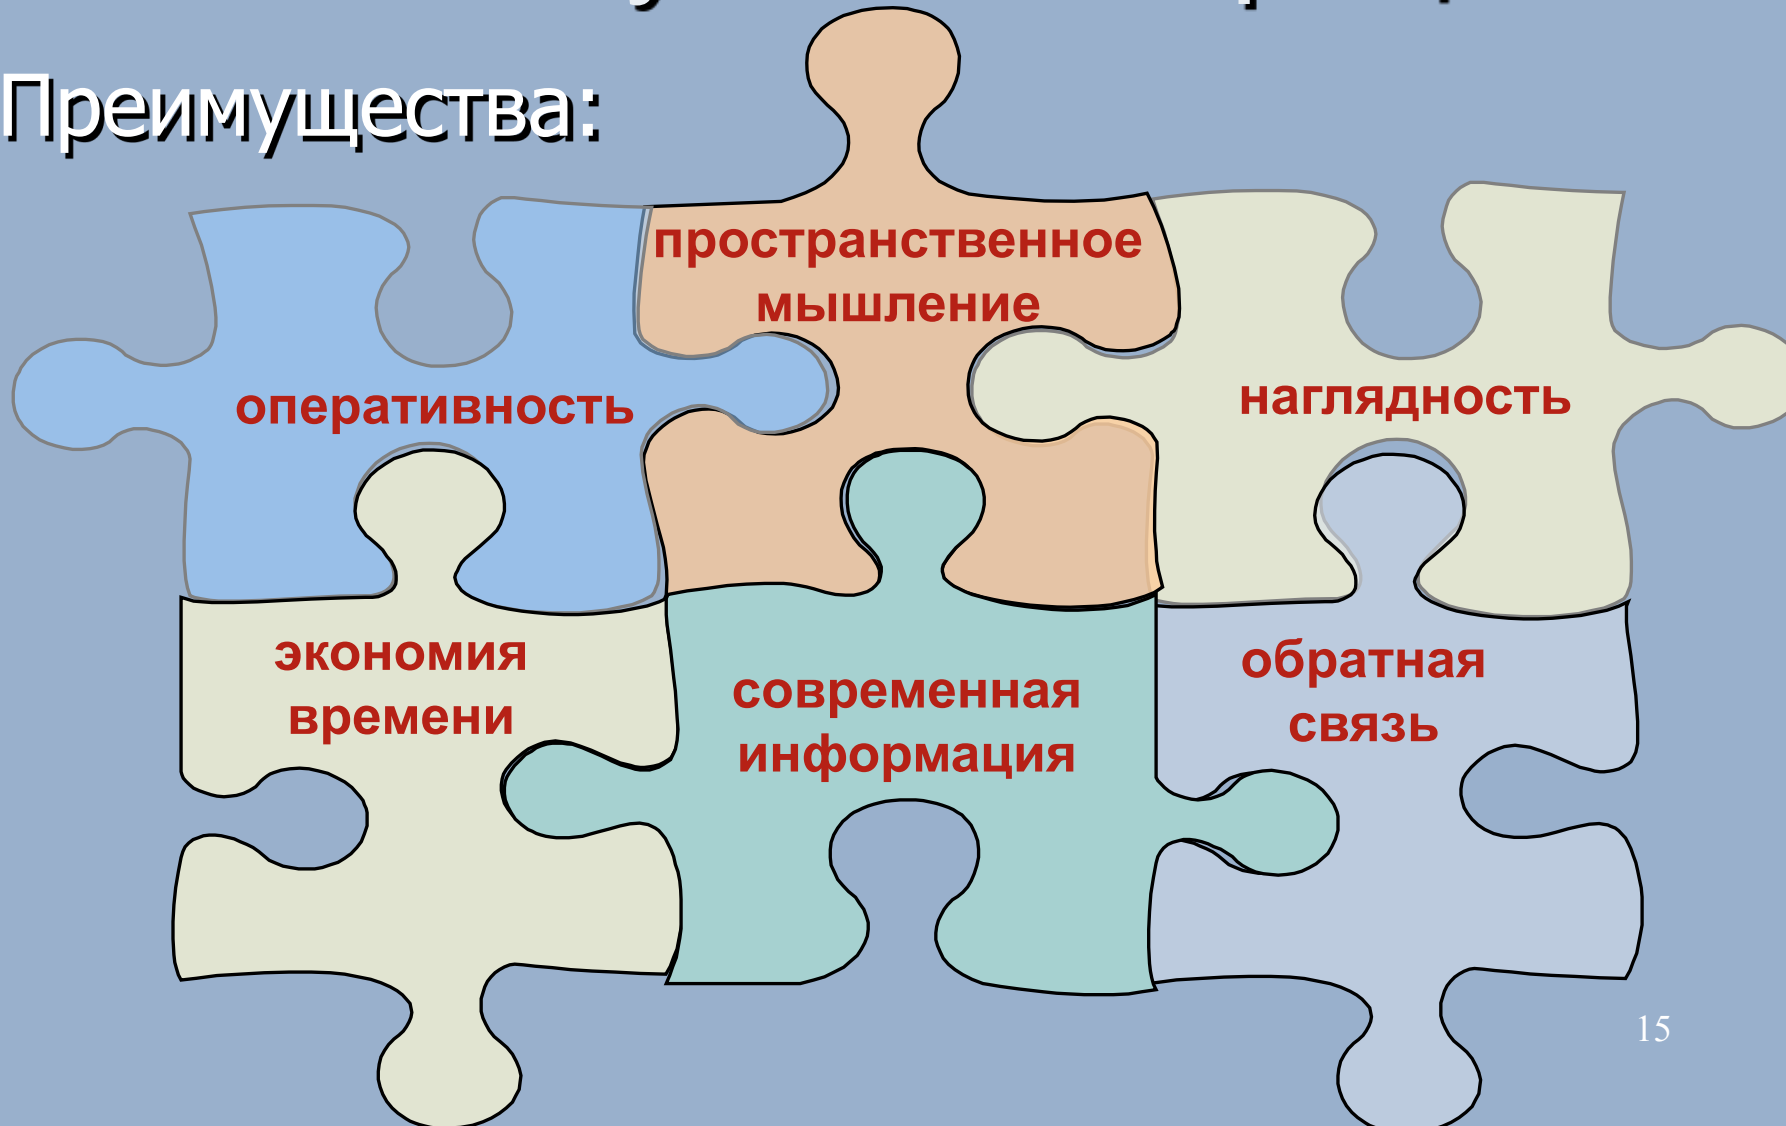 Преимущества:
пространственное
мышление
оперативность
наглядность
экономия
времени
современная
информация
обратная
связь
15